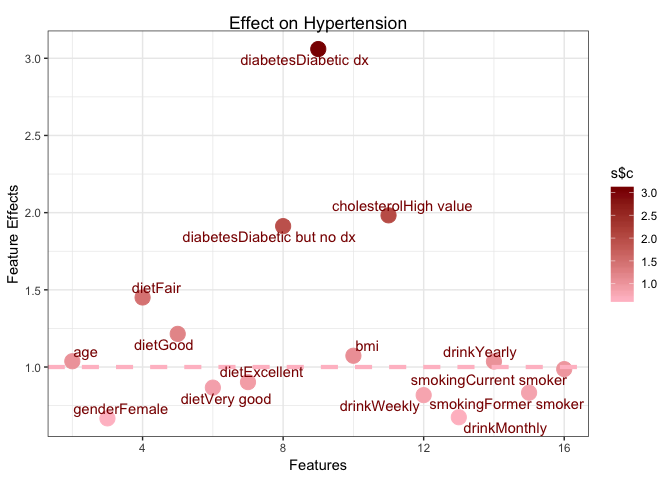 Effect on Hypertension
3.0
diabetesDiabetic dx
2.5
2.0
cholesterolHigh value
diabetesDiabetic but no dx
1.5
dietFair
dietGood
age
bmi
drinkYearly
1.0
dietExcellent
smokingCurrent smoker
dietVery good
drinkWeekly
smokingFormer smoker
genderFemale
drinkMonthly
4
8
12
16
Features
Feature Effects
s$c
3.0
2.5
2.0
1.5
1.0